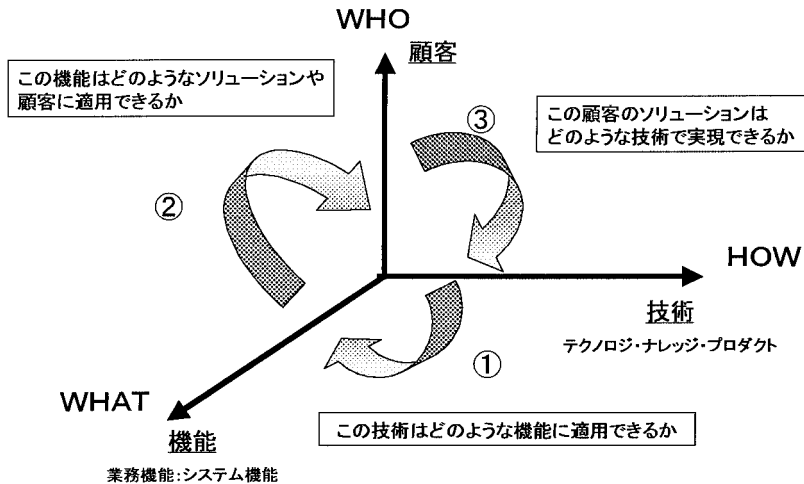 WHO
顧客
この機能はどのようなソリューションや
顧客に適用できるか
③
この顧客のソリューションは
どのような技術で実現できるか
②
HOW
技術
テクノロジ・ナレッジ・プロダクト
①
WHAT
機能
業務機能:システム機能
この技術はどのような機能に適用できるか